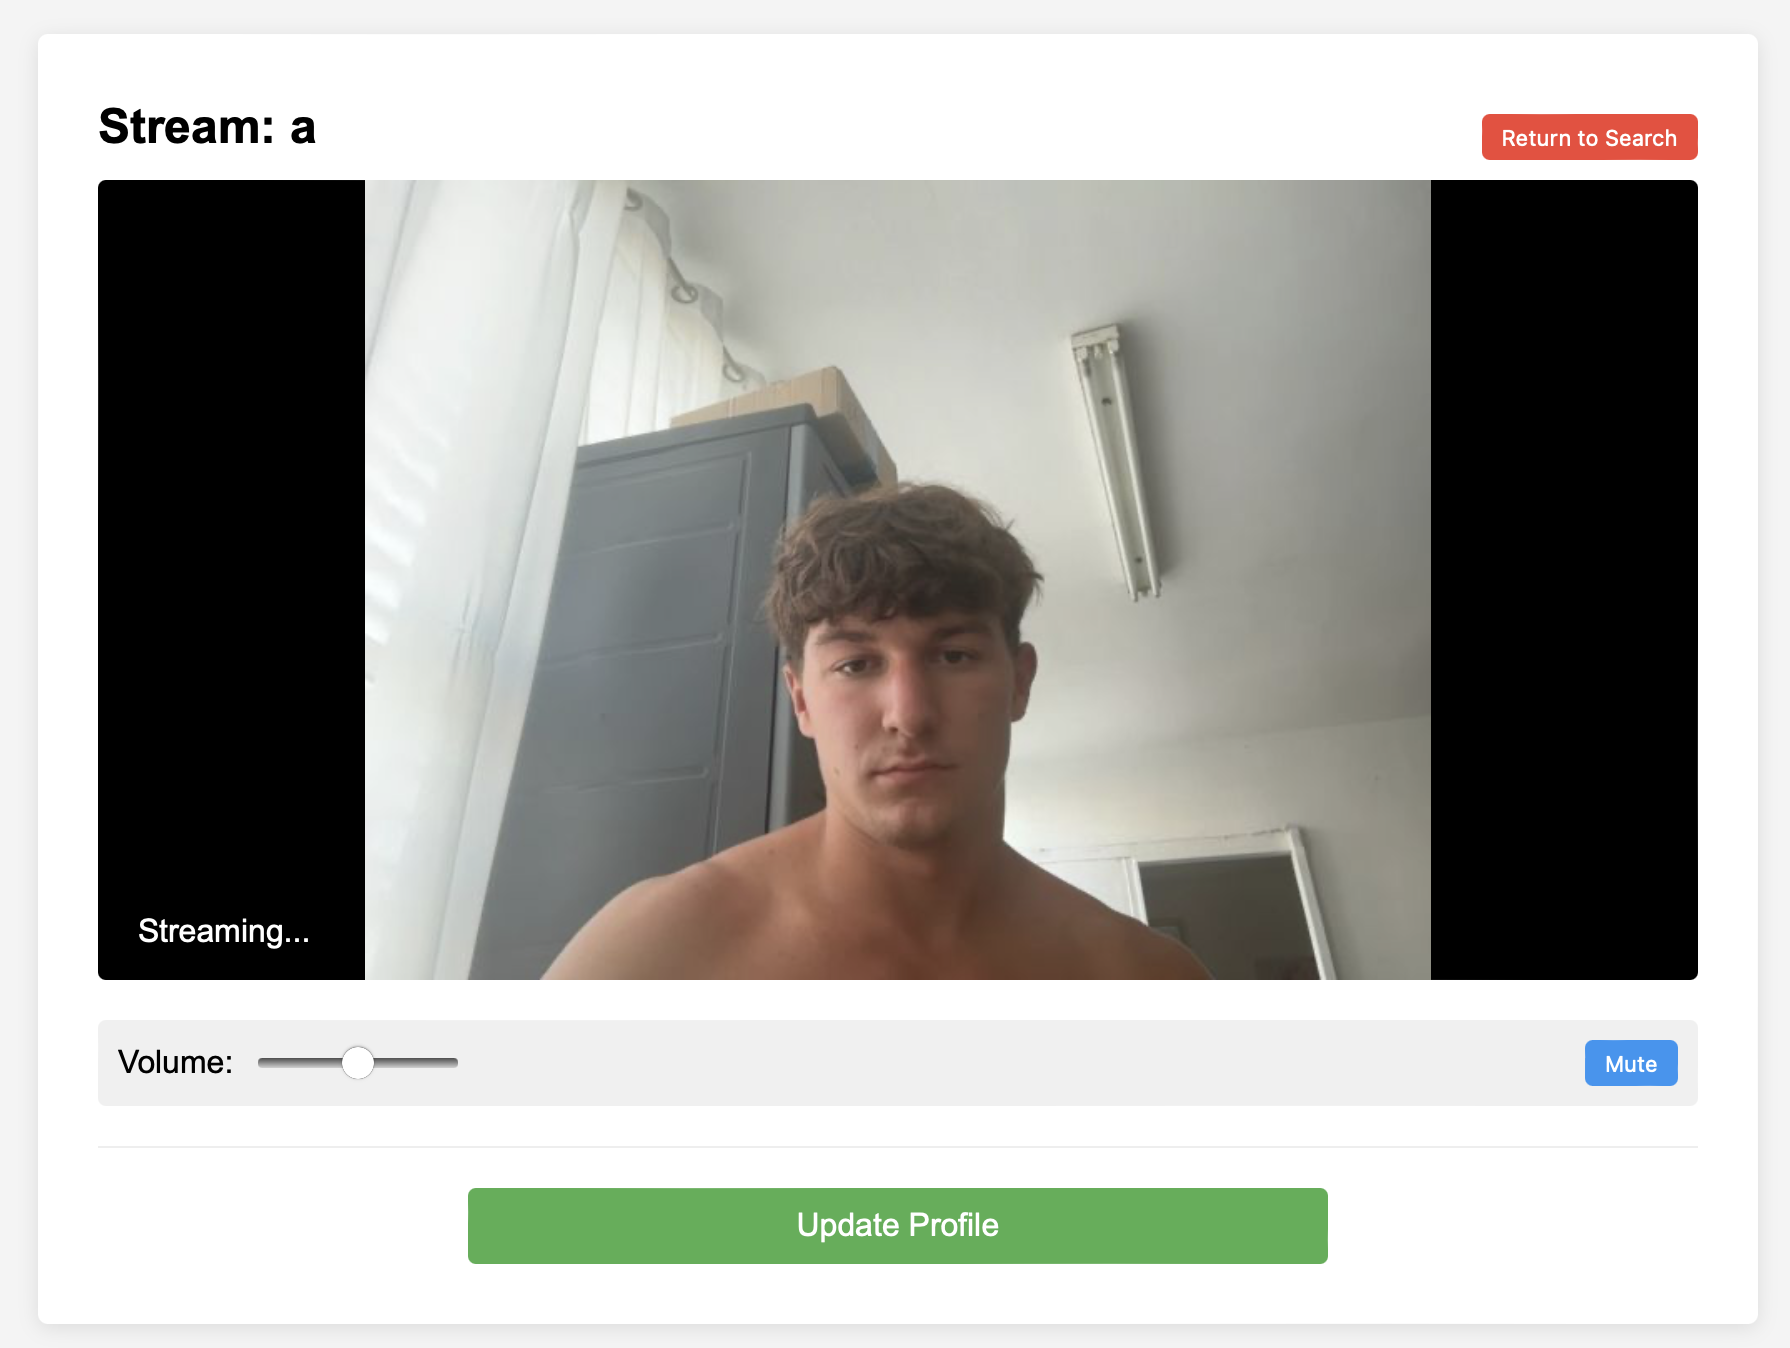 Stream: a
Return to Search
Streaming...
Volume:
Mute
Update Profile